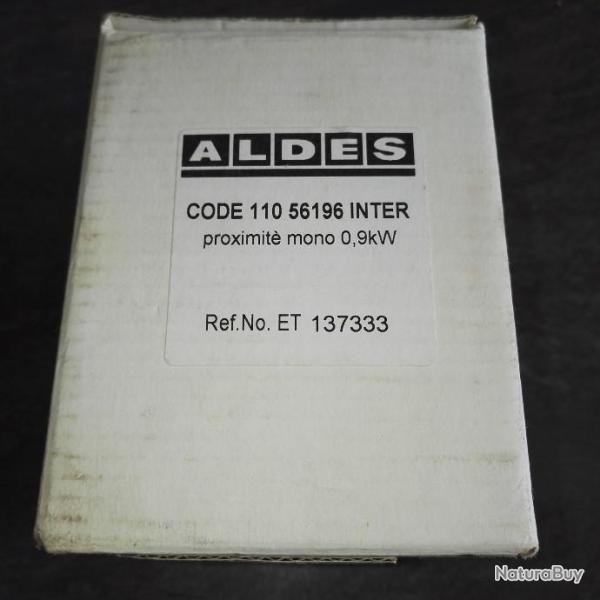 ALDES
CODE 110 56196 INTER
proximitè mono 0,9kW
Ref.No. ET 137333
NaturaBuy